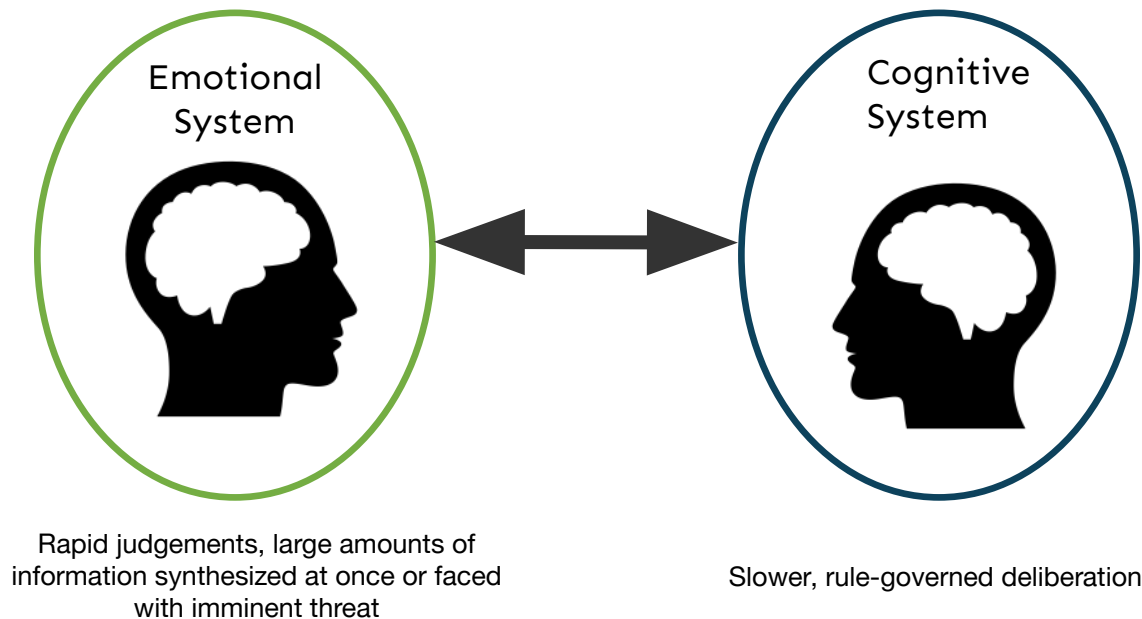 Emotional
System
Cognitive
System
Rapid judgements, large amounts of
information synthesized at once or faced
with imminent threat
Slower, rule-governed deliberation